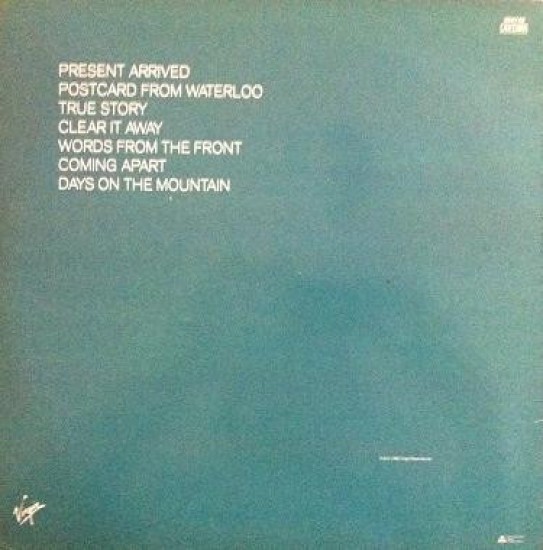 PRESENT ARRIVED
POSTCARD FROM WATERLOO
TRUE STORY
CLEAR IT AWAY
WORDS FROM THE FRONT
COMING APART
DAYS ON THE MOUNTAIN
Virgin